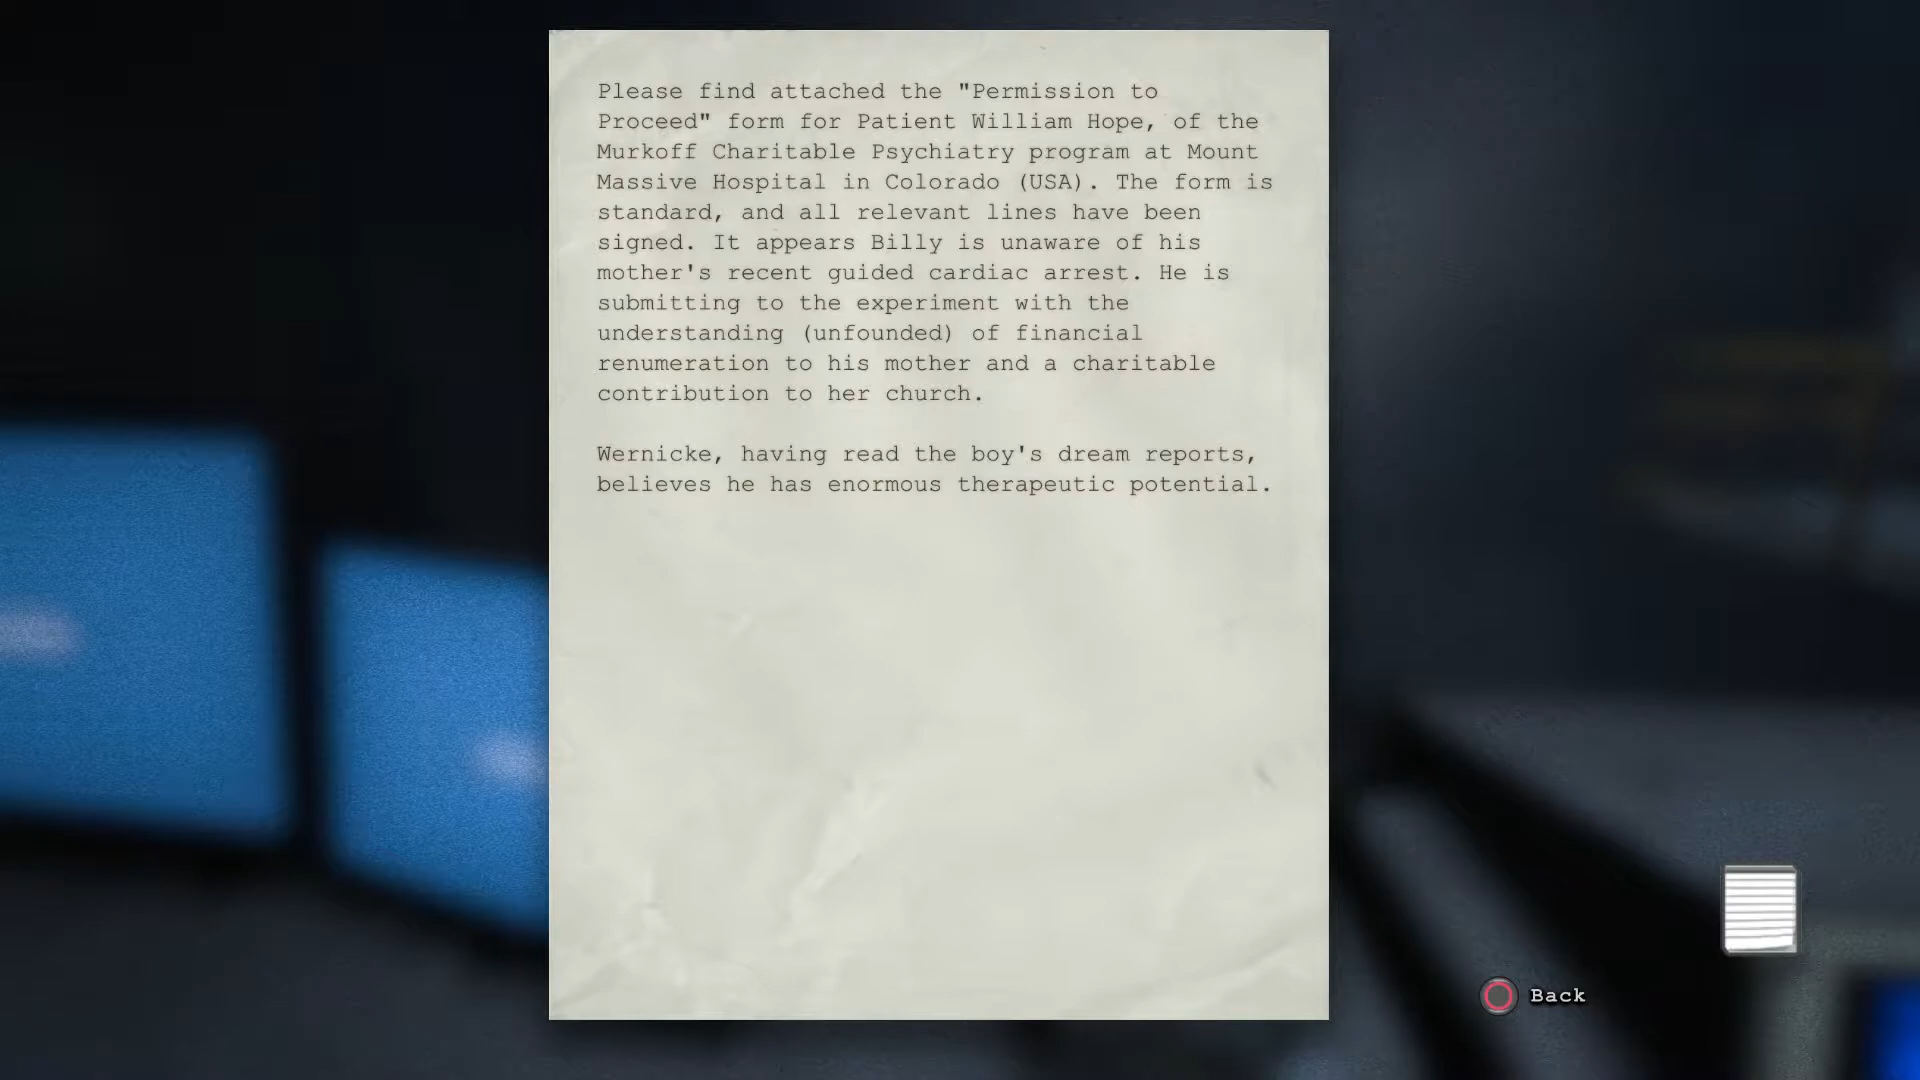 Please find attached the "Permission to
Proceed" form for Patient William Hope, of the
Murkoff Charitable Psychiatry program at Mount
Massive Hospital in Colorado (USA). The form is
standard, and all relevant lines have been
signed. It appears Billy is unaware of his
mother's recent guided cardiac arrest. He is
submitting to the experiment with the
understanding (unfounded) of financial
renumeration to his mother and a charitable
contribution to her church.
Wernicke, having read the boy's dream reports,
believes he has enormous therapeutic potential.
Back